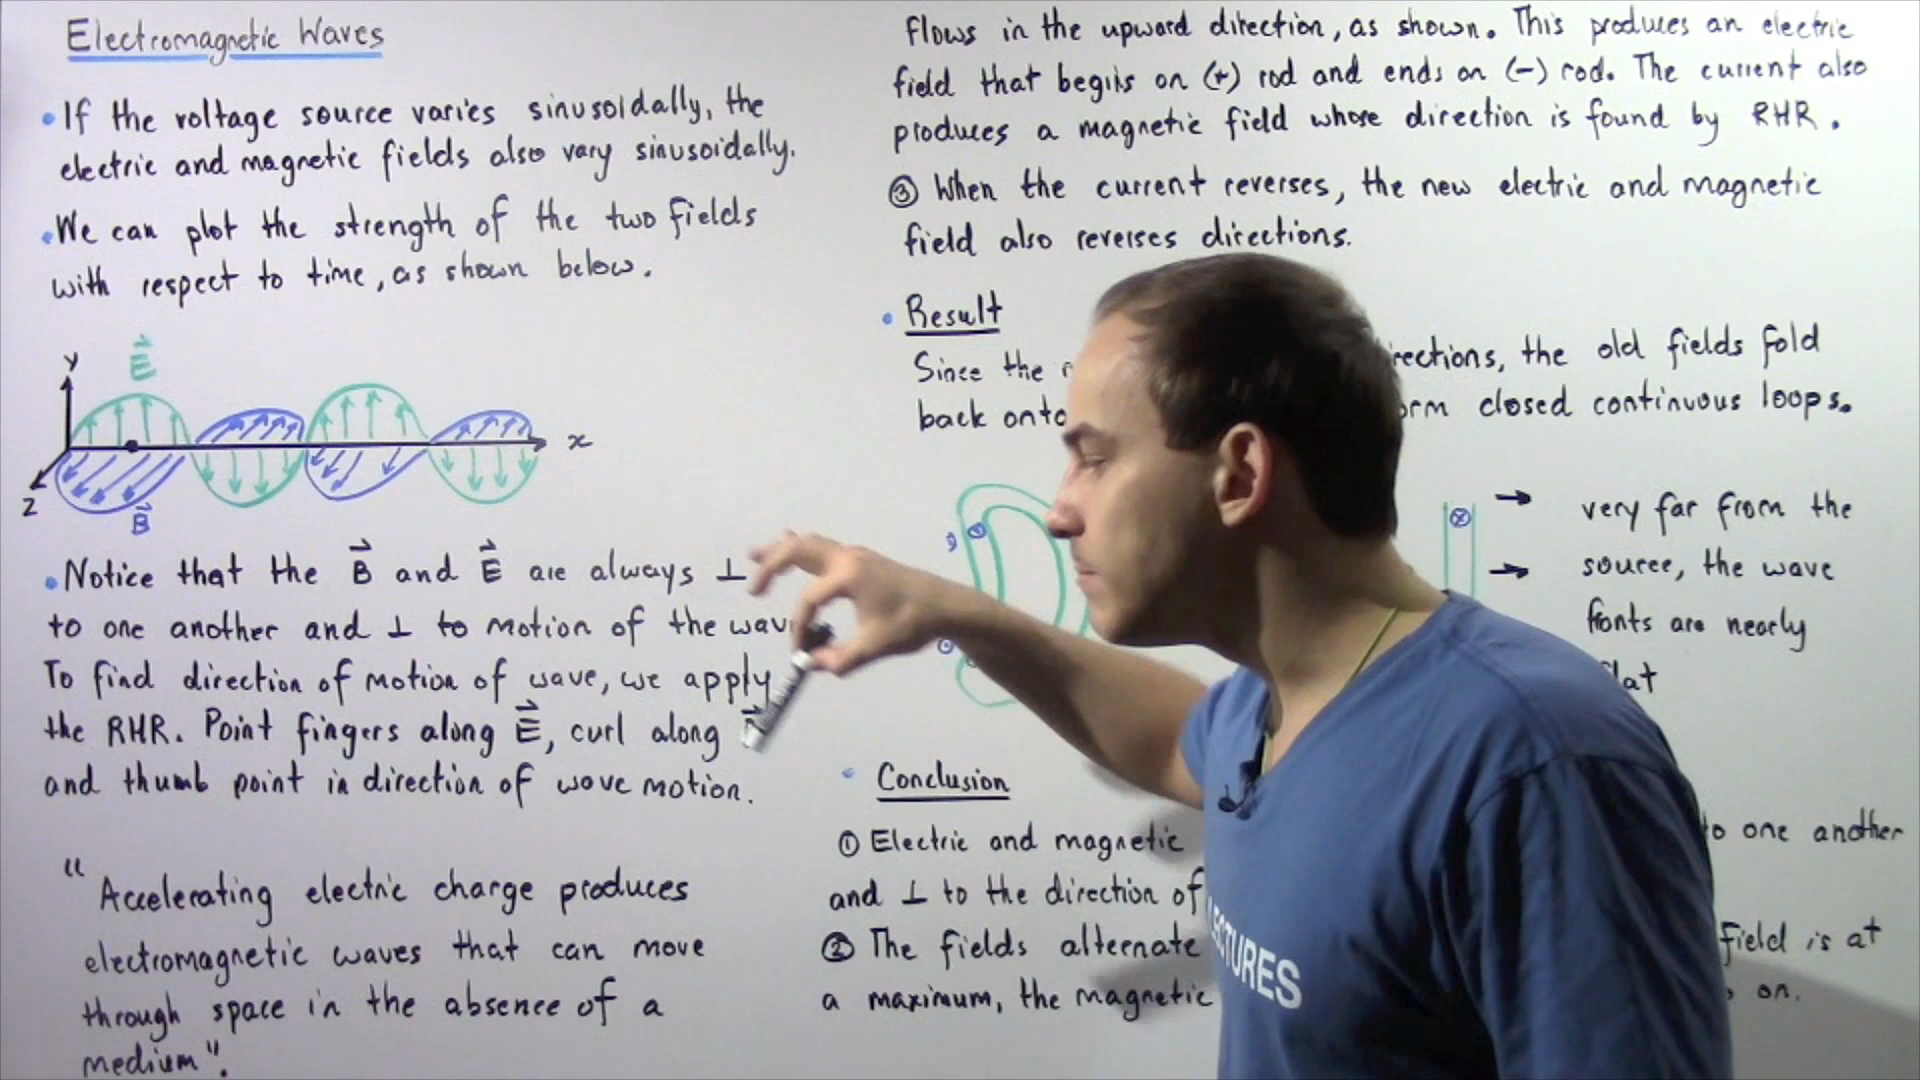 Electromagnetic Waves
• If the voltage source varies sinusoidally, the
electric and magnetic fields also vary sinusoidally.
• We can plot the strength of the two fields
with respect to time, as shown below.
y
E
x
z
B
• Notice that the B and E are always ⊥
to one another and ⊥ to motion of the
To find direction of motion of wave, we apply
the RHR. Point fingers along E, curl along
and thumb point in direction of wave motion.
"Accelerating electric charge produces
electromagnetic waves that can move
through space in the absence of a
medium".
flows in the upward direction, as shown. This produces an electric
field that begins on (+) rod and ends on (-) rod. The current also
produces a magnetic field whose direction is found by RHR.
③ When the current reverses, the new electric and magnetic
field also reverses directions.
• Result
Since the
the old fields fold
back onto
closed continuous loops.
very far from the
source, the wave
fronts are nearly
• Conclusion
① Electric and magnetic
to one another
and ⊥ to the direction of
② The fields alternate
field is at
a maximum, the magnetic
on.
LECTURES